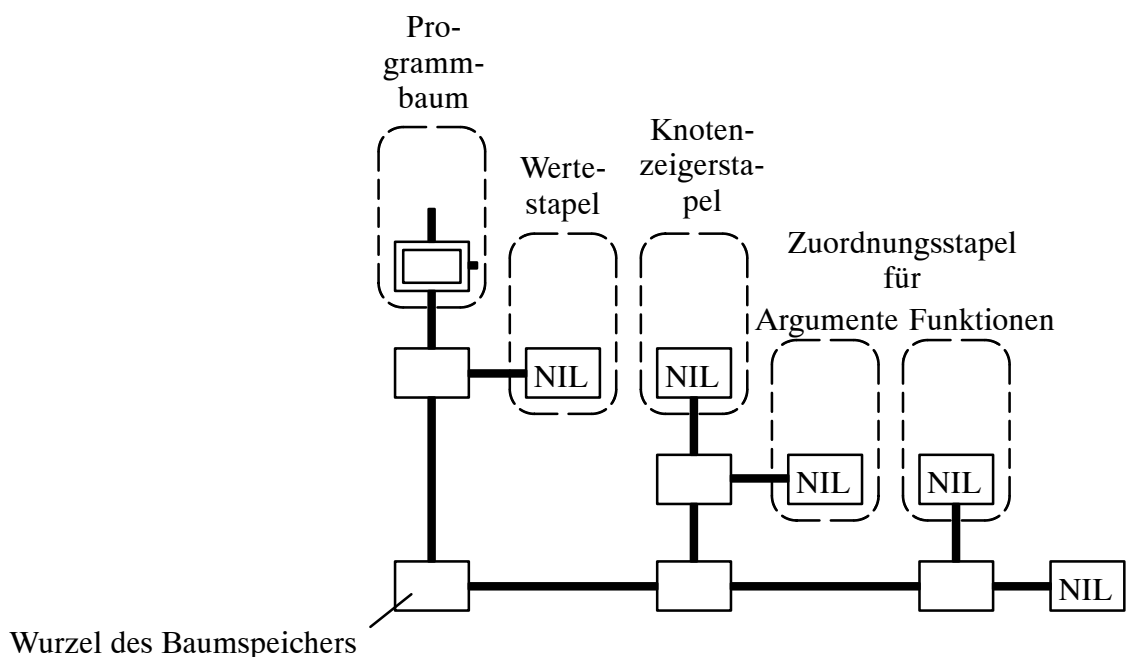 Pro-
gramm-
baum
Werte-
stapel
Knoten-
zeigersta-
pel
Zuordnungsstapel
für
Argumente Funktionen
NIL
NIL
NIL
NIL
NIL
Wurzel des Baumspeichers